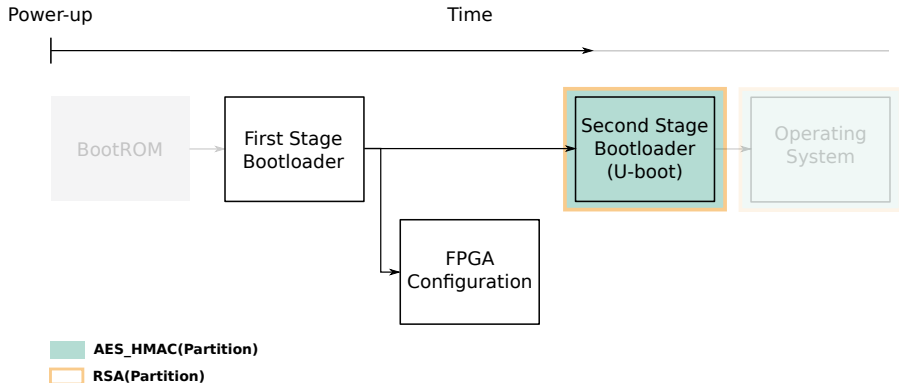 Power-up
Time
BootROM
First Stage
Bootloader
Second Stage
Bootloader
(U-boot)
Operating
System
FPGA
Configuration
AES_HMAC(Partition)
RSA(Partition)